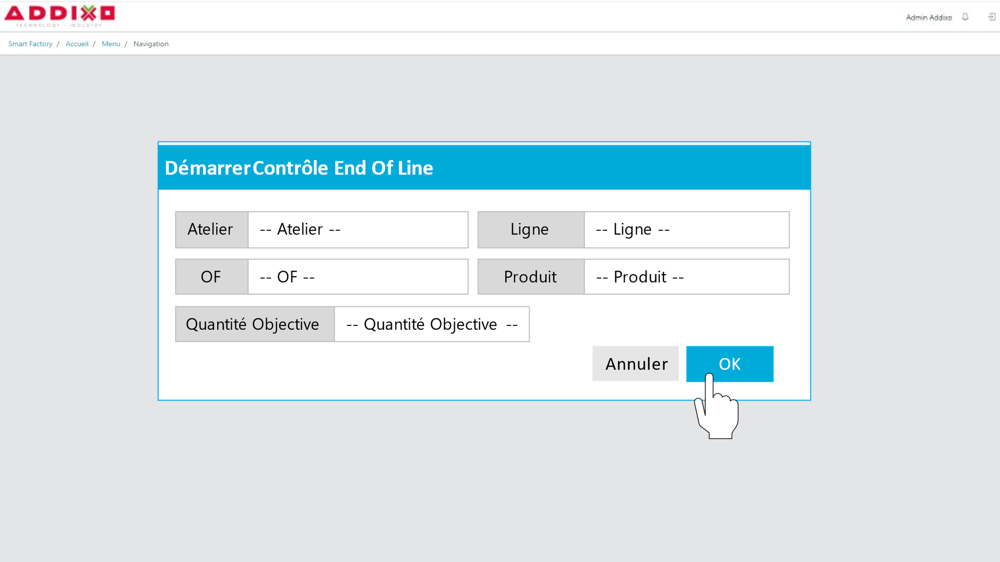 ADDIXO
TECHNOLOGY - INDUSTRY
Admin Addixo
Smart Factory / Accueil / Menu / Navigation
Démarrer Contrôle End Of Line
Atelier -- Atelier -- Ligne -- Ligne --
OF -- OF -- Produit -- Produit --
Quantité Objective -- Quantité Objective --
Annuler OK